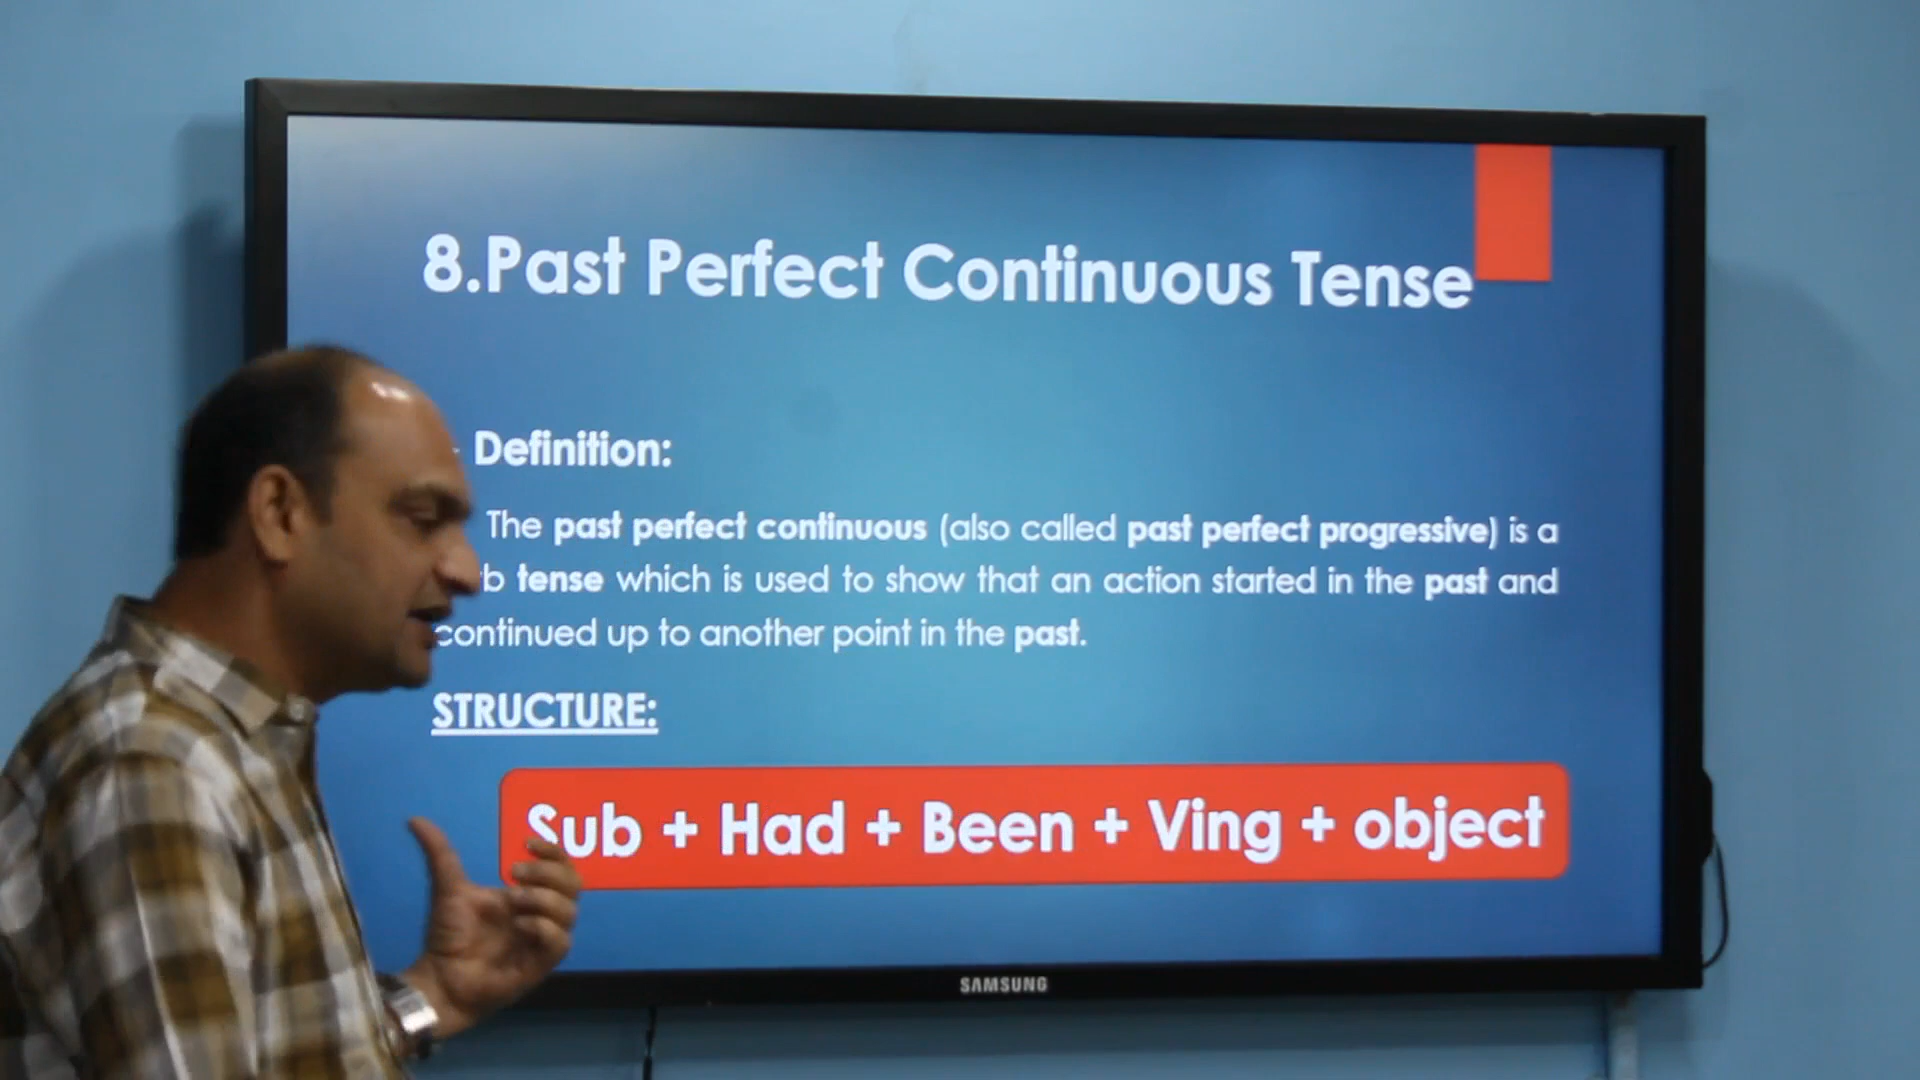 8.Past Perfect Continuous Tense
Definition:
The past perfect continuous (also called past perfect progressive) is a
tense which is used to show that an action started in the past and
continued up to another point in the past.
STRUCTURE:
Sub + Had + Been + Ving + object
SAMSUNG